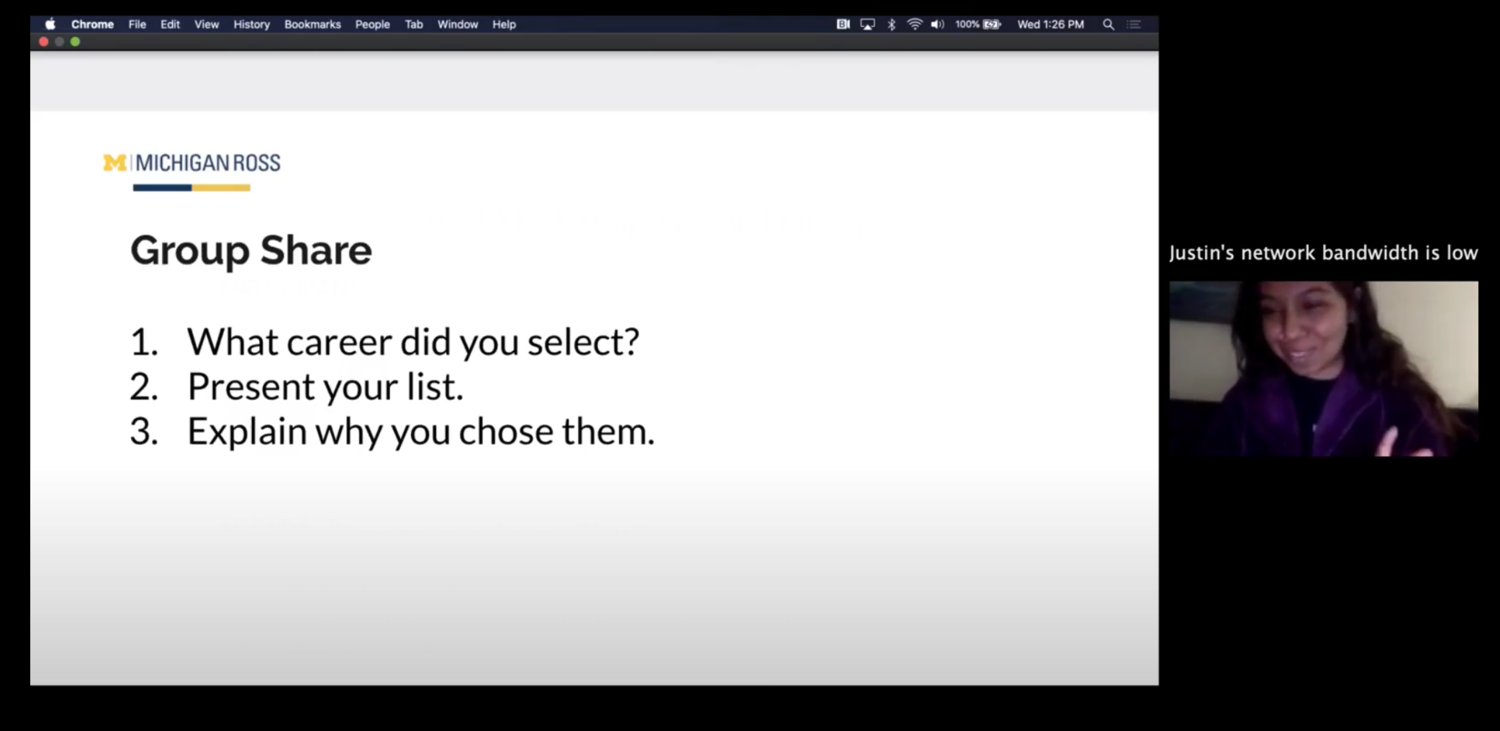 Chrome File Edit View History Bookmarks People Tab Window Help 100% Wed 1:26 PM
M MICHIGAN ROSS
Group Share
Justin's network bandwidth is low
1. What career did you select?
2. Present your list.
3. Explain why you chose them.